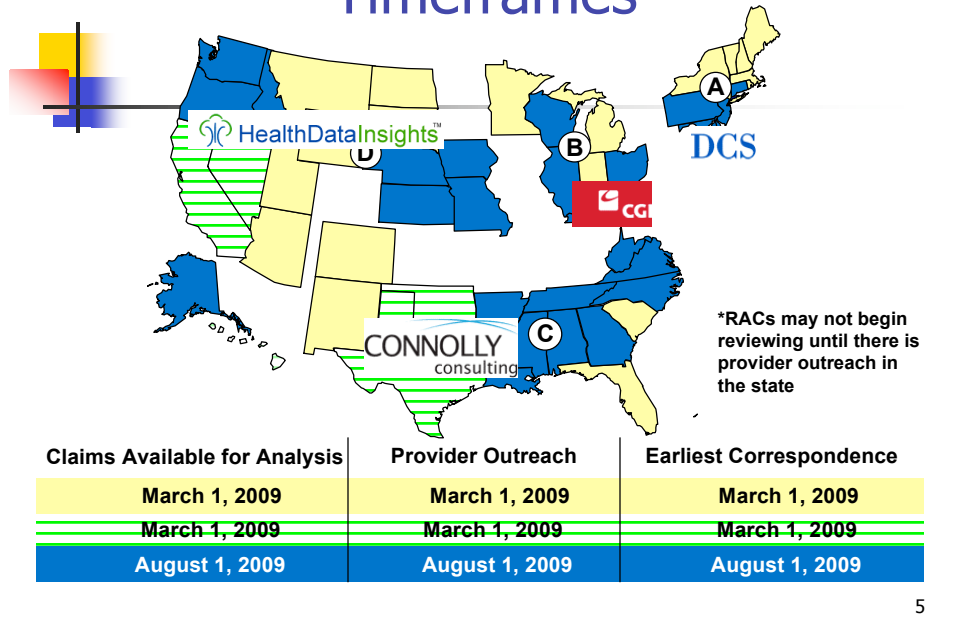 Timeframes
A
B
HealthDataInsights™
D
DCS
CGI
C
CONNOLLY
consulting
*RACs may not begin
reviewing until there is
provider outreach in
the state
Claims Available for Analysis Provider Outreach Earliest Correspondence
March 1, 2009 March 1, 2009 March 1, 2009
March 1, 2009 March 1, 2009 March 1, 2009
August 1, 2009 August 1, 2009 August 1, 2009
5